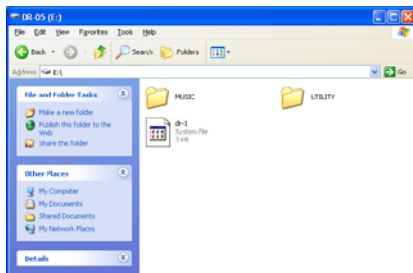 DR-05 (E:)
File Edit View Favorites Tools Help
Back Search Folders
Address E:\ Go
File and Folder Tasks
Make a new folder
Publish this folder to the
Web
Share this folder
Other Places
My Computer
My Documents
Shared Documents
My Network Places
Details
MUSIC
UTILITY
dr-1
System file
5 KB